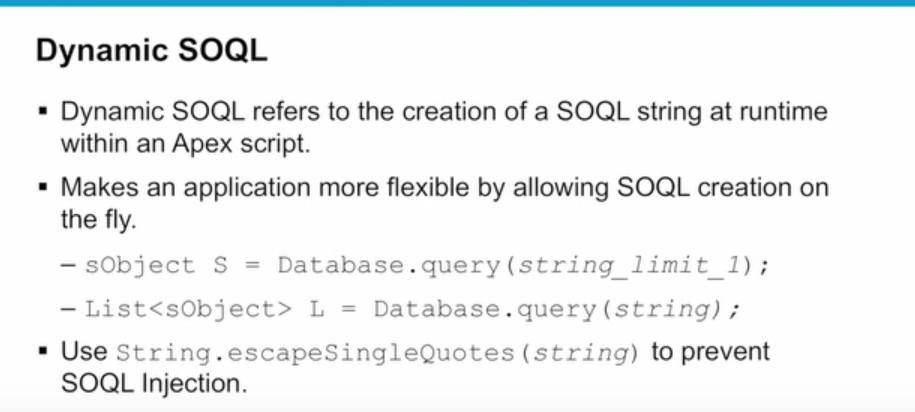 Dynamic SOQL
▪ Dynamic SOQL refers to the creation of a SOQL string at runtime
within an Apex script.
▪ Makes an application more flexible by allowing SOQL creation on
the fly.
– sObject S = Database.query(string_limit_1);
– List<sObject> L = Database.query(string);
▪ Use String.escapeSingleQuotes(string) to prevent
SOQL Injection.